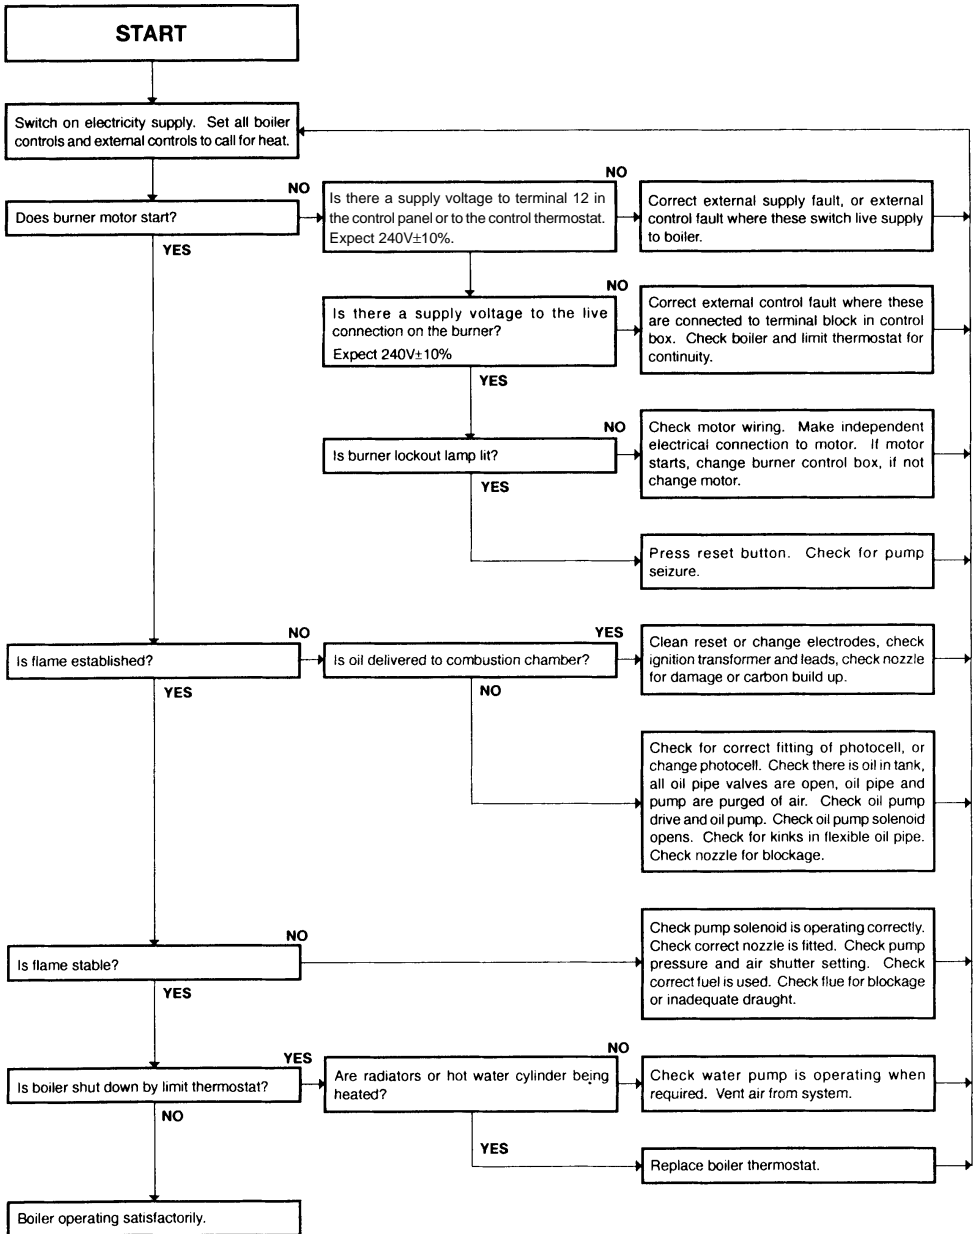 START
Switch on electricity supply. Set all boiler
controls and external controls to call for heat.
NO
NO
Does burner motor start?
Is there a supply voltage to terminal 12 in
the control panel or to the control thermostat.
Expect 240V±10%.
Correct external supply fault, or external
control fault where these switch live supply
to boiler.
YES
NO
Is there a supply voltage to the live
connection on the burner?
Expect 240V±10%
Correct external control fault where these
are connected to terminal block in control
box. Check boiler and limit thermostat for
continuity.
YES
NO
Is burner lockout lamp lit?
Check motor wiring. Make independent
electrical connection to motor. If motor
starts, change burner control box, if not
change motor.
YES
Press reset button. Check for pump
seizure.
NO
YES
Is flame established?
Is oil delivered to combustion chamber?
Clean reset or change electrodes, check
ignition transformer and leads, check nozzle
for damage or carbon build up.
YES
NO
Check for correct fitting of photocell, or
change photocell. Check there is oil in tank,
all oil pipe valves are open, oil pipe and
pump are purged of air. Check oil pump
drive and oil pump. Check oil pump solenoid
opens. Check for kinks in flexible oil pipe.
Check nozzle for blockage.
NO
Is flame stable?
Check pump solenoid is operating correctly.
Check correct nozzle is fitted. Check pump
pressure and air shutter setting. Check
correct fuel is used. Check flue for blockage
or inadequate draught.
YES
YES
NO
Is boiler shut down by limit thermostat?
Are radiators or hot water cylinder being
heated?
Check water pump is operating when
required. Vent air from system.
NO
YES
Replace boiler thermostat.
Boiler operating satisfactorily.